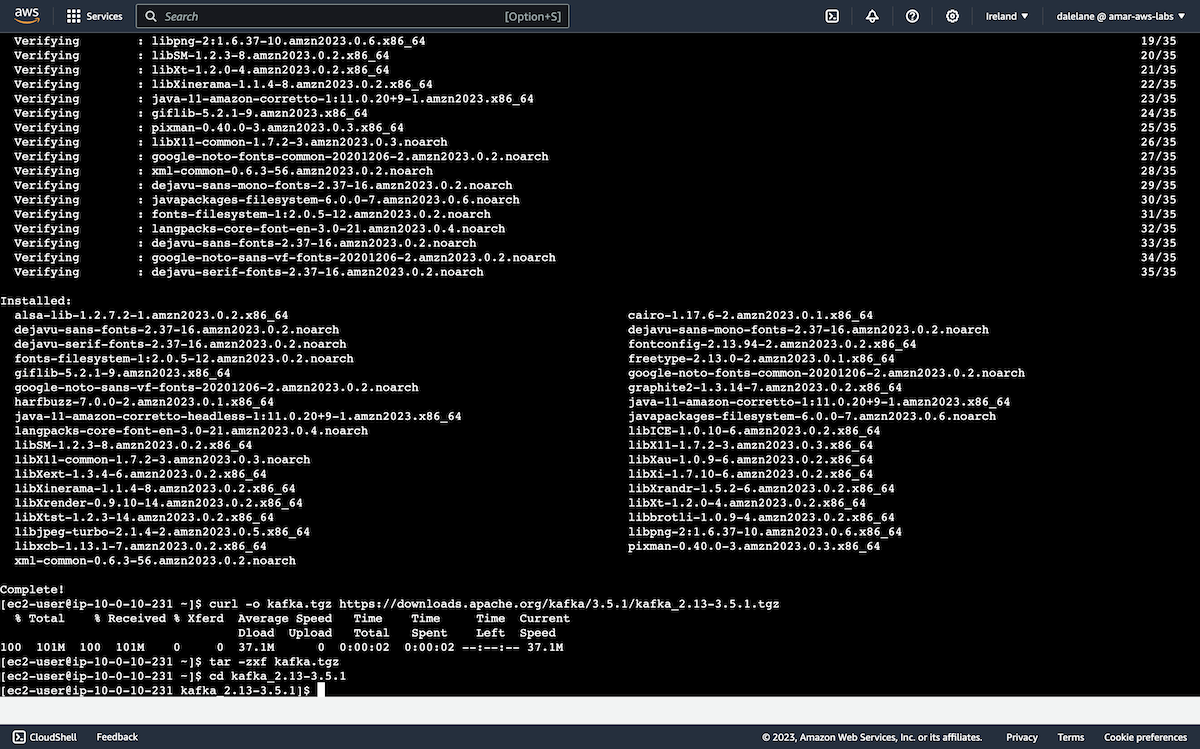 aws Services Search [Option+S] Ireland ▼ dalelane @ amar-aws-labs ▼
Verifying : libpng-2:1.6.37-10.amzn2023.0.6.x86_64 19/35
Verifying : libSM-1.2.3-8.amzn2023.0.2.x86_64 20/35
Verifying : libXt-1.2.0-4.amzn2023.0.2.x86_64 21/35
Verifying : libXinerama-1.1.4-8.amzn2023.0.2.x86_64 22/35
Verifying : java-11-amazon-corretto-1:11.0.20+9-1.amzn2023.x86_64 23/35
Verifying : giflib-5.2.1-9.amzn2023.x86_64 24/35
Verifying : pixman-0.40.0-3.amzn2023.0.3.x86_64 25/35
Verifying : libX11-common-1.7.2-3.amzn2023.0.3.noarch 26/35
Verifying : google-noto-fonts-common-20201206-2.amzn2023.0.2.noarch 27/35
Verifying : xml-common-0.6.3-56.amzn2023.0.2.noarch 28/35
Verifying : dejavu-sans-mono-fonts-2.37-16.amzn2023.0.2.noarch 29/35
Verifying : javapackages-filesystem-6.0.0-7.amzn2023.0.6.noarch 30/35
Verifying : fonts-filesystem-1:2.0.5-12.amzn2023.0.2.noarch 31/35
Verifying : langpacks-core-font-en-3.0-21.amzn2023.0.4.noarch 32/35
Verifying : dejavu-sans-fonts-2.37-16.amzn2023.0.2.noarch 33/35
Verifying : google-noto-sans-vf-fonts-20201206-2.amzn2023.0.2.noarch 34/35
Verifying : dejavu-serif-fonts-2.37-16.amzn2023.0.2.noarch 35/35
Installed:
alsa-lib-1.2.7.2-1.amzn2023.0.2.x86_64 cairo-1.17.6-2.amzn2023.0.1.x86_64
dejavu-sans-fonts-2.37-16.amzn2023.0.2.noarch dejavu-sans-mono-fonts-2.37-16.amzn2023.0.2.noarch
dejavu-serif-fonts-2.37-16.amzn2023.0.2.noarch fontconfig-2.13.94-2.amzn2023.0.2.x86_64
fonts-filesystem-1:2.0.5-12.amzn2023.0.2.noarch freetype-2.13.0-2.amzn2023.0.1.x86_64
giflib-5.2.1-9.amzn2023.x86_64 google-noto-fonts-common-20201206-2.amzn2023.0.2.noarch
google-noto-sans-vf-fonts-20201206-2.amzn2023.0.2.noarch graphite2-1.3.14-7.amzn2023.0.2.x86_64
harfbuzz-7.0.0-2.amzn2023.0.1.x86_64 java-11-amazon-corretto-1:11.0.20+9-1.amzn2023.x86_64
java-11-amazon-corretto-headless-1:11.0.20+9-1.amzn2023.x86_64 javapackages-filesystem-6.0.0-7.amzn2023.0.6.noarch
langpacks-core-font-en-3.0-21.amzn2023.0.4.noarch libICE-1.0.10-6.amzn2023.0.2.x86_64
libSM-1.2.3-8.amzn2023.0.2.x86_64 libX11-1.7.2-3.amzn2023.0.3.x86_64
libX11-common-1.7.2-3.amzn2023.0.3.noarch libXau-1.0.9-6.amzn2023.0.2.x86_64
libXext-1.3.4-6.amzn2023.0.2.x86_64 libXi-1.7.10-6.amzn2023.0.2.x86_64
libXinerama-1.1.4-8.amzn2023.0.2.x86_64 libXrandr-1.5.2-6.amzn2023.0.2.x86_64
libXrender-0.9.10-14.amzn2023.0.2.x86_64 libXt-1.2.0-4.amzn2023.0.2.x86_64
libXtst-1.2.3-14.amzn2023.0.2.x86_64 libbrotli-1.0.9-4.amzn2023.0.2.x86_64
libjpeg-turbo-2.1.4-2.amzn2023.0.5.x86_64 libpng-2:1.6.37-10.amzn2023.0.6.x86_64
libxcb-1.13.1-7.amzn2023.0.2.x86_64 pixman-0.40.0-3.amzn2023.0.3.x86_64
xml-common-0.6.3-56.amzn2023.0.2.noarch
Complete!
[ec2-user@ip-10-0-10-231 ~]$ curl -o kafka.tgz https://downloads.apache.org/kafka/3.5.1/kafka_2.13-3.5.1.tgz
% Total % Received % Xferd Average Speed Time Time Time Current
Dload Upload Total Spent Left Speed
100 101M 100 101M 0 0 37.1M 0 0:00:02 0:00:02 --:--:-- 37.1M
[ec2-user@ip-10-0-10-231 ~]$ tar -zxf kafka.tgz
[ec2-user@ip-10-0-10-231 ~]$ cd kafka_2.13-3.5.1
[ec2-user@ip-10-0-10-231 kafka_2.13-3.5.1]$
CloudShell Feedback © 2023, Amazon Web Services, Inc. or its affiliates. Privacy Terms Cookie preferences